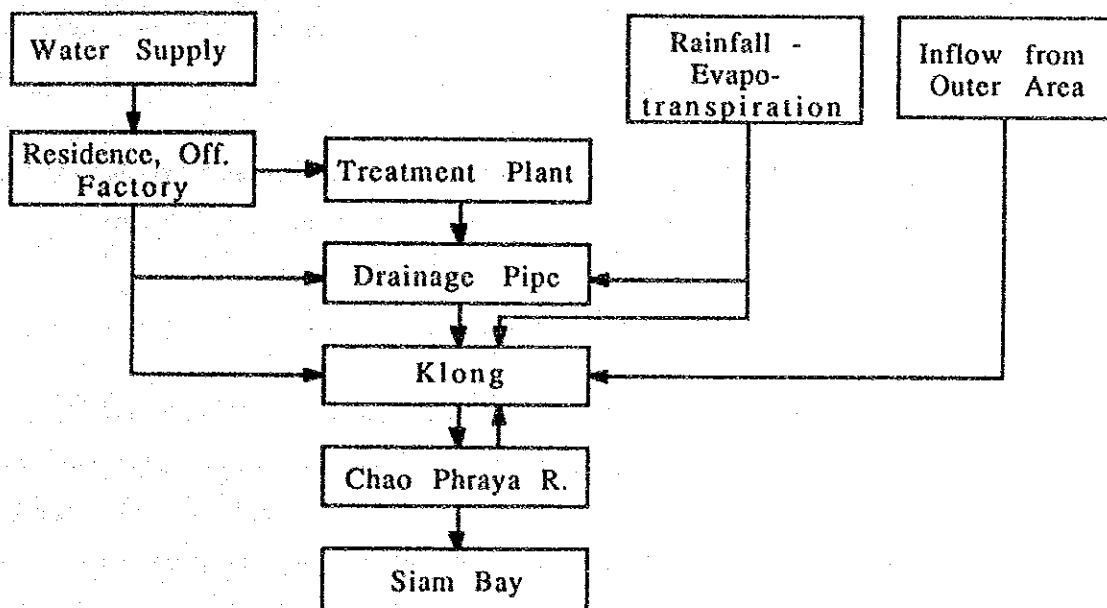 Water Supply
Rainfall -
Evapo-
transpiration
Inflow from
Outer Area
Residence, Off.
Factory
Treatment Plant
Drainage Pipe
Klong
Chao Phraya R.
Siam Bay